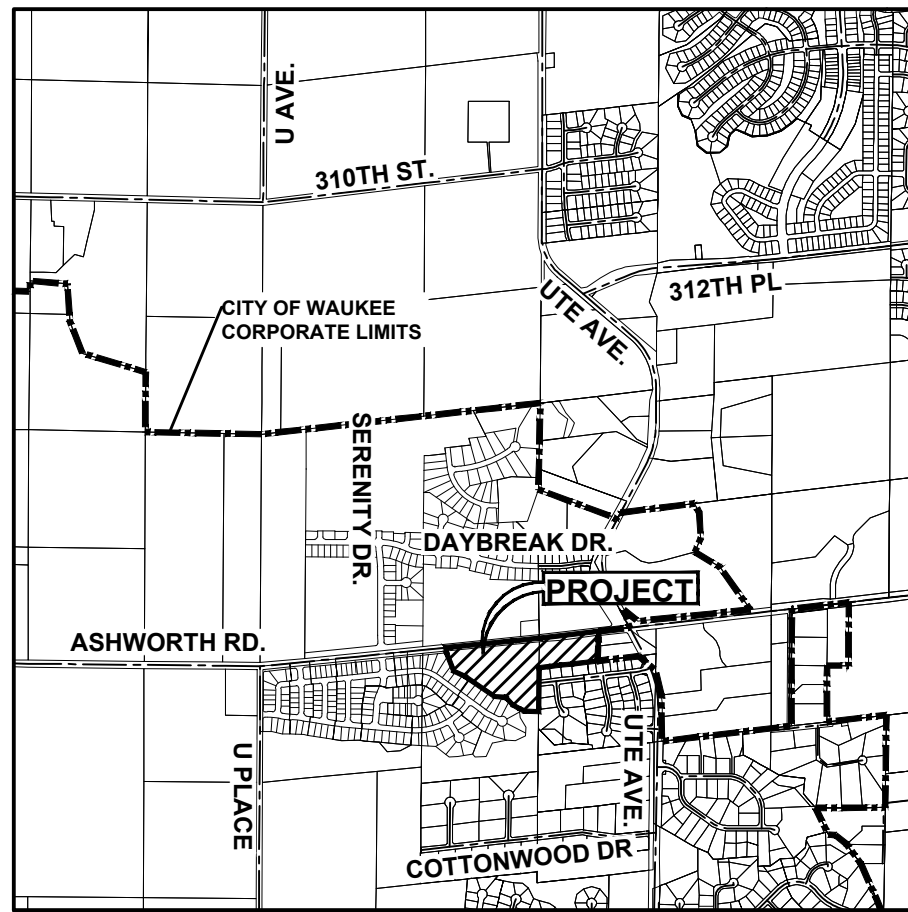 U AVE.
310TH ST.
312TH PL
UTE AVE.
CITY OF WAUKEE
CORPORATE LIMITS
SERENITY DR.
DAYBREAK DR.
PROJECT
ASHWORTH RD.
U PLACE
UTE AVE.
COTTONWOOD DR